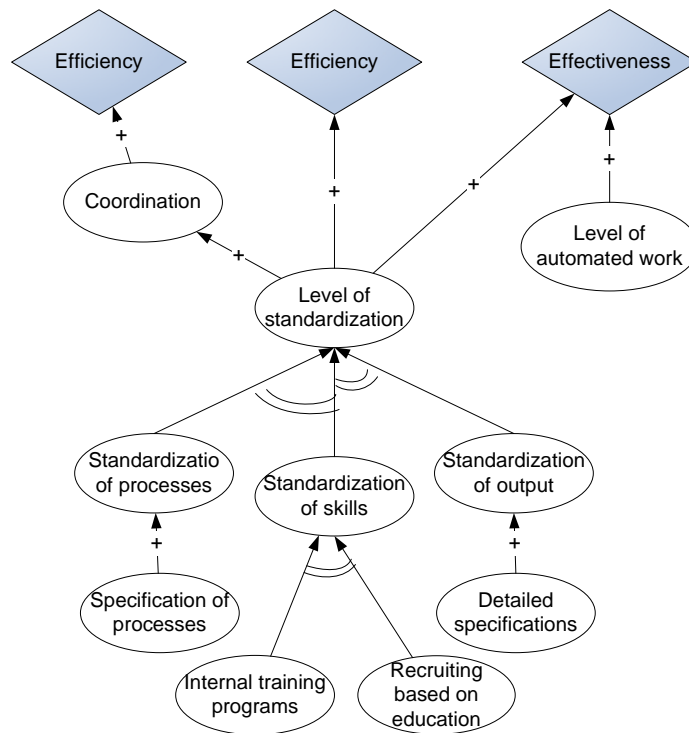 Efficiency
Efficiency
Effectiveness
+
+
+
+
Coordination
Level of
automated work
+
Level of
standardization
Standardizatio
of processes
Standardization
of skills
Standardization
of output
+
+
Specification of
processes
Detailed
specifications
Internal training
programs
Recruiting
based on
education